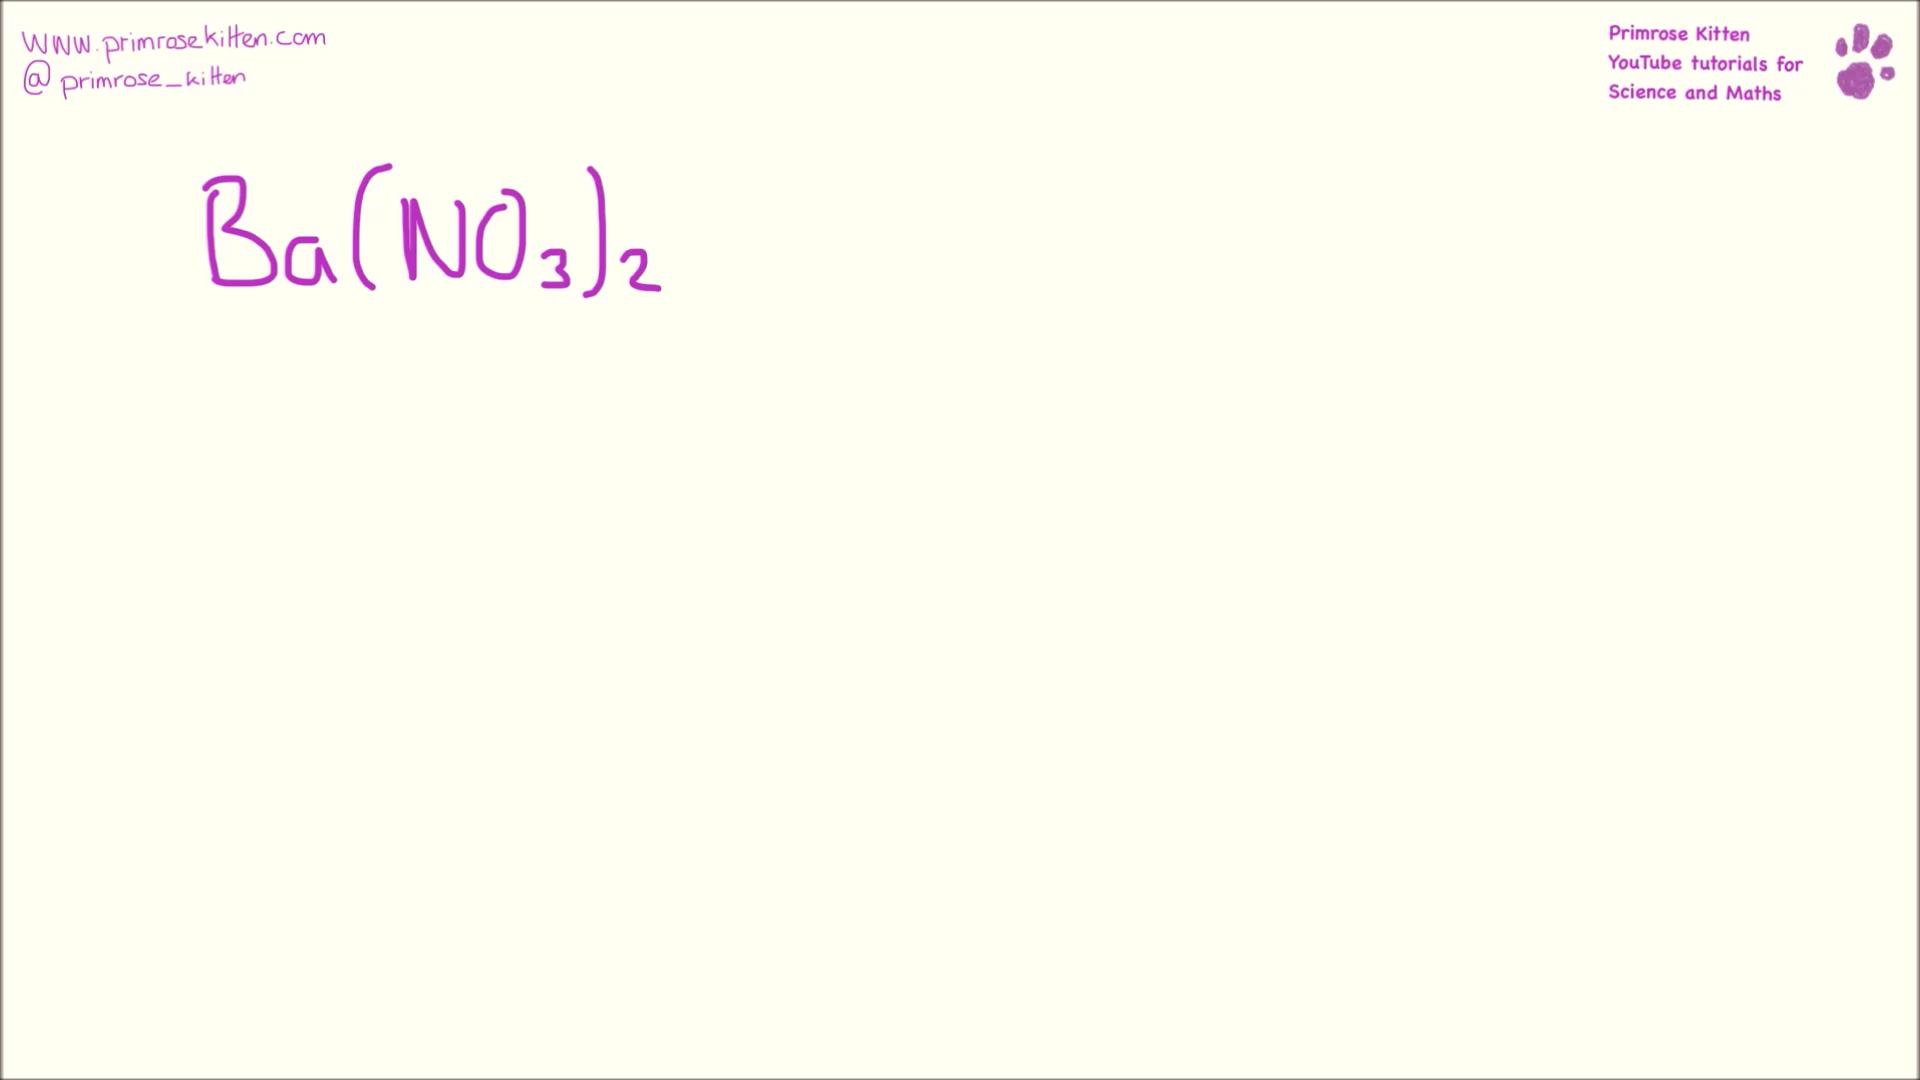 www.primrosekitten.com
@primrose_kitten
Primrose Kitten
YouTube tutorials for
Science and Maths
Ba(NO₃)₂